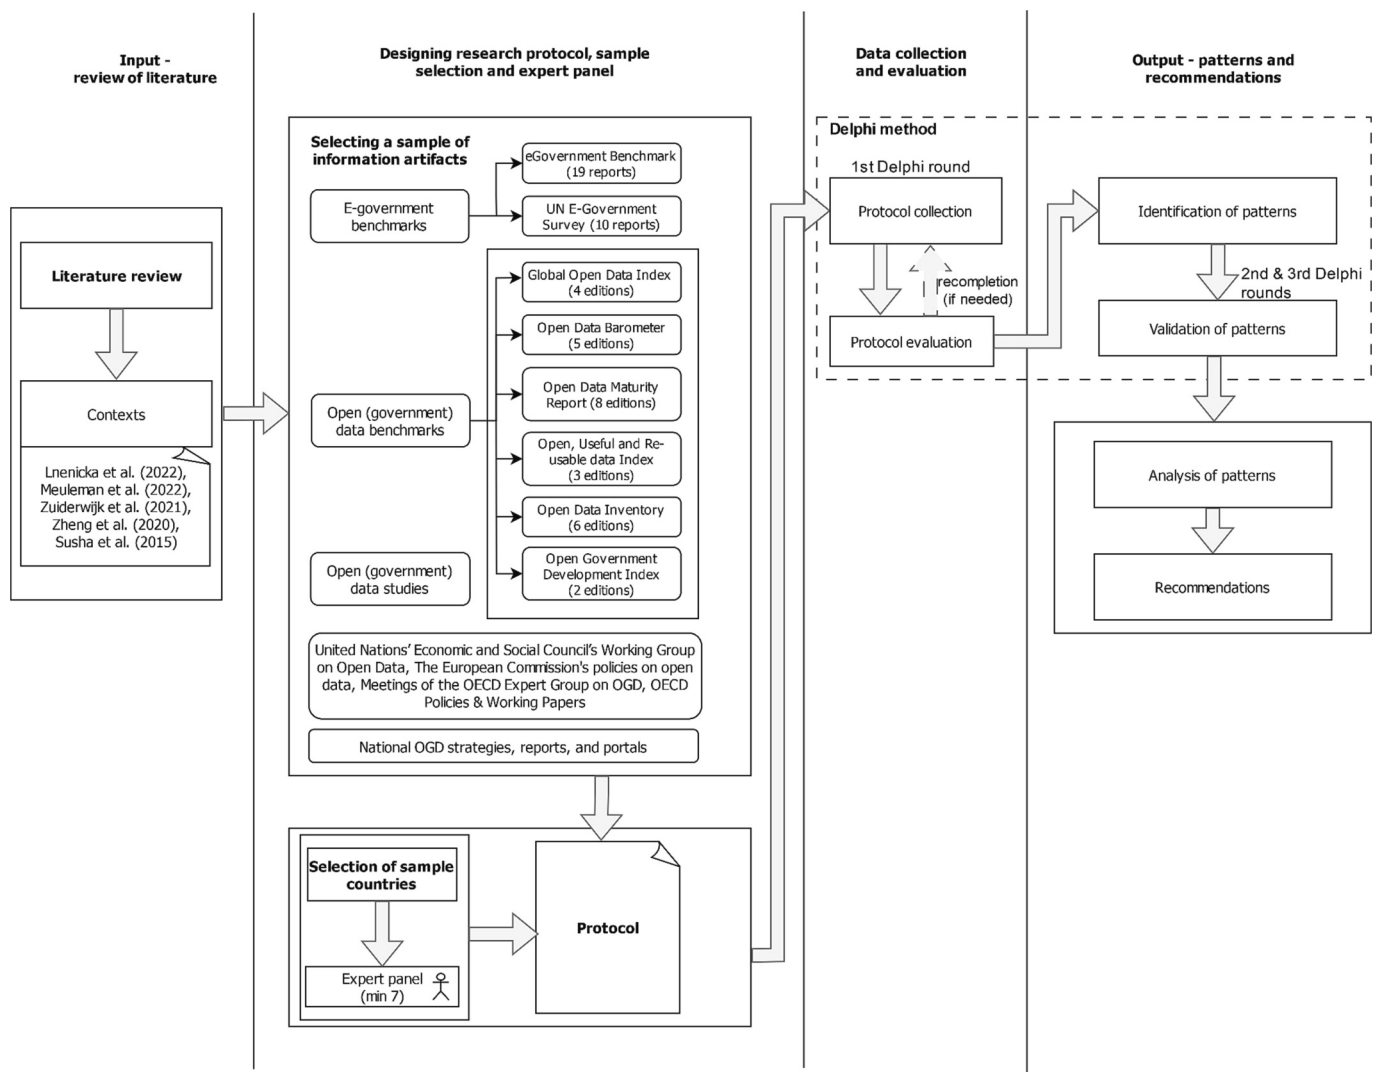 Input -
review of literature
Designing research protocol, sample
selection and expert panel
Data collection
and evaluation
Output - patterns and
recommendations
Literature review
Contexts
Lnenicka et al. (2022),
Meuleman et al. (2022),
Zuiderwijk et al. (2021),
Zheng et al. (2020),
Susha et al. (2015)
Selecting a sample of
information artifacts
E-government
benchmarks
eGovernment Benchmark
(19 reports)
UN E-Government
Survey (10 reports)
Open (government)
data benchmarks
Global Open Data Index
(4 editions)
Open Data Barometer
(5 editions)
Open Data Maturity
Report (8 editions)
Open, Useful and Re-
usable data Index
(3 editions)
Open Data Inventory
(6 editions)
Open Government
Development Index
(2 editions)
Open (government)
data studies
United Nations’ Economic and Social Council’s Working Group
on Open Data, The European Commission's policies on open
data, Meetings of the OECD Expert Group on OGD, OECD
Policies & Working Papers
National OGD strategies, reports, and portals
Selection of sample
countries
Expert panel
(min 7)
Protocol
Delphi method
1st Delphi round
Protocol collection
recompletion
(if needed)
Protocol evaluation
Identification of patterns
2nd & 3rd Delphi
rounds
Validation of patterns
Analysis of patterns
Recommendations